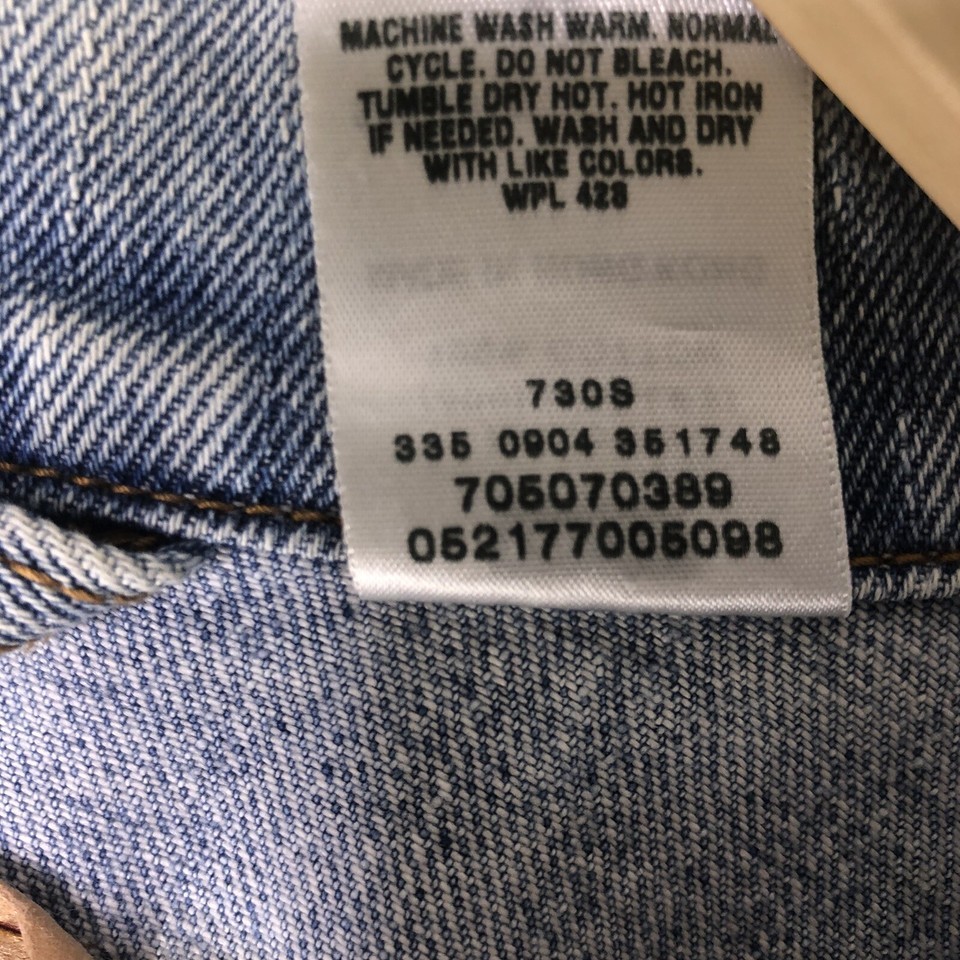 MACHINE WASH WARM. NORMAL
CYCLE. DO NOT BLEACH.
TUMBLE DRY HOT. HOT IRON
IF NEEDED. WASH AND DRY
WITH LIKE COLORS.
WPL 423
730S
335 0904 351748
705070389
052177005098